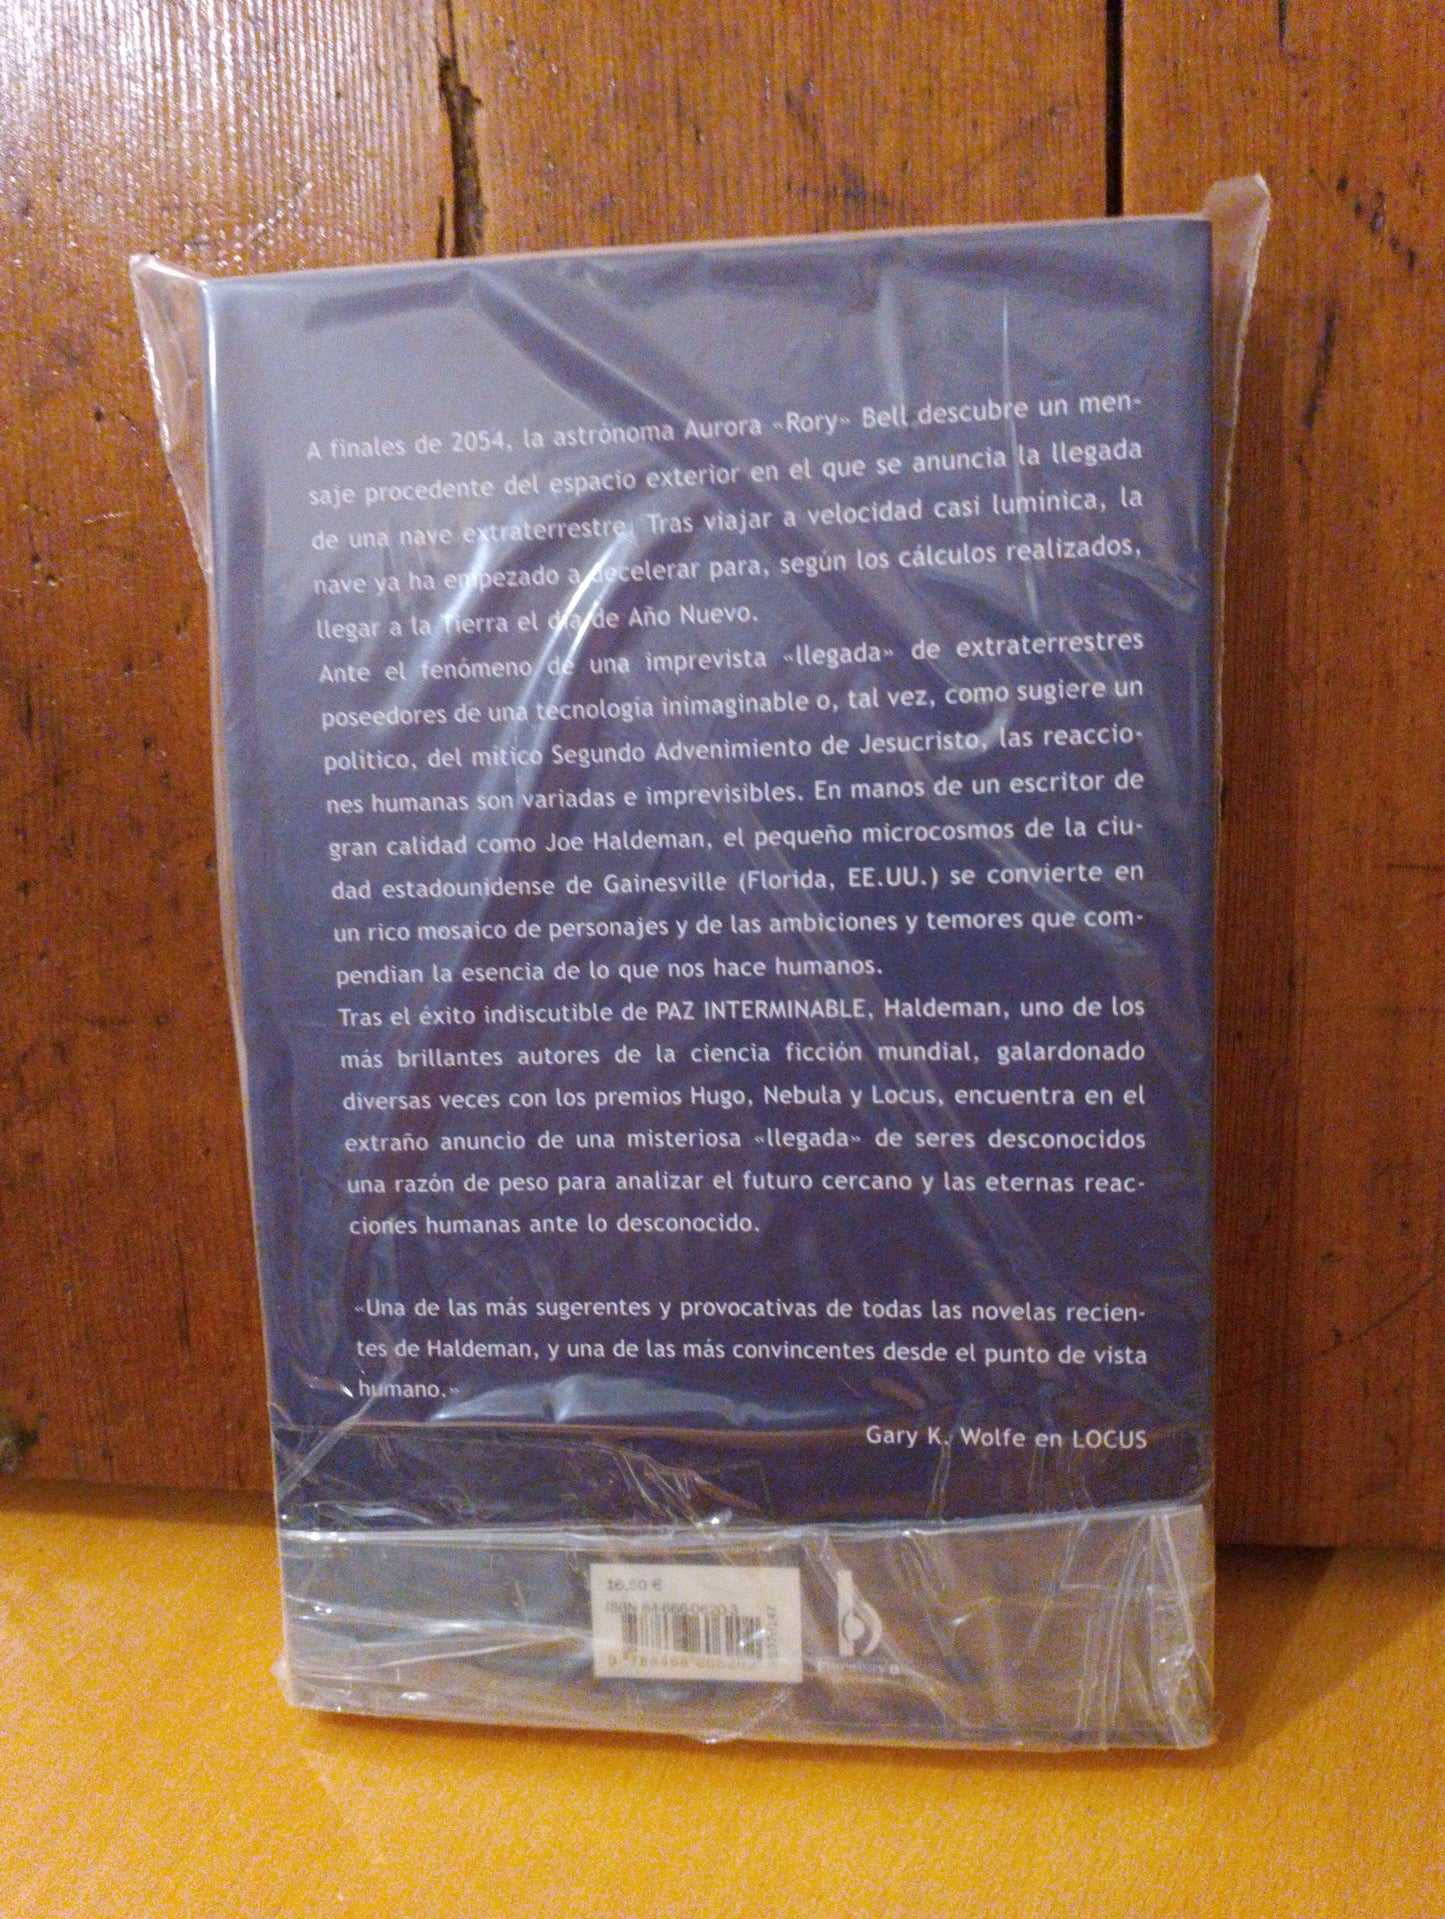 A finales de 2054, la astrónoma Aurora «Rory» Bell descubre un men-
saje procedente del espacio exterior en el que se anuncia la llegada
de una nave extraterrestre. Tras viajar a velocidad casi lumínica, la
nave ya ha empezado a decelerar para, según los cálculos realizados,
llegar a la Tierra el día de Año Nuevo.
Ante el fenómeno de una imprevista «llegada» de extraterrestres
poseedores de una tecnología inimaginable o, tal vez, como sugiere un
político, del mítico Segundo Advenimiento de Jesucristo, las reaccio-
nes humanas son variadas e imprevisibles. En manos de un escritor de
gran calidad como Joe Haldeman, el pequeño microcosmos de la ciu-
dad estadounidense de Gainesville (Florida, EE.UU.) se convierte en
un rico mosaico de personajes y de las ambiciones y temores que com-
pendian la esencia de lo que nos hace humanos.
Tras el éxito indiscutible de PAZ INTERMINABLE, Haldeman, uno de los
más brillantes autores de la ciencia ficción mundial, galardonado
diversas veces con los premios Hugo, Nebula y Locus, encuentra en el
extraño anuncio de una misteriosa «llegada» de seres desconocidos
una razón de peso para analizar el futuro cercano y las eternas reac-
ciones humanas ante lo desconocido.
«Una de las más sugerentes y provocativas de todas las novelas recien-
tes de Haldeman, y una de las más convincentes desde el punto de vista
humano.»
Gary K. Wolfe en LOCUS
16,50 €
ISBN 84-666-0620-3